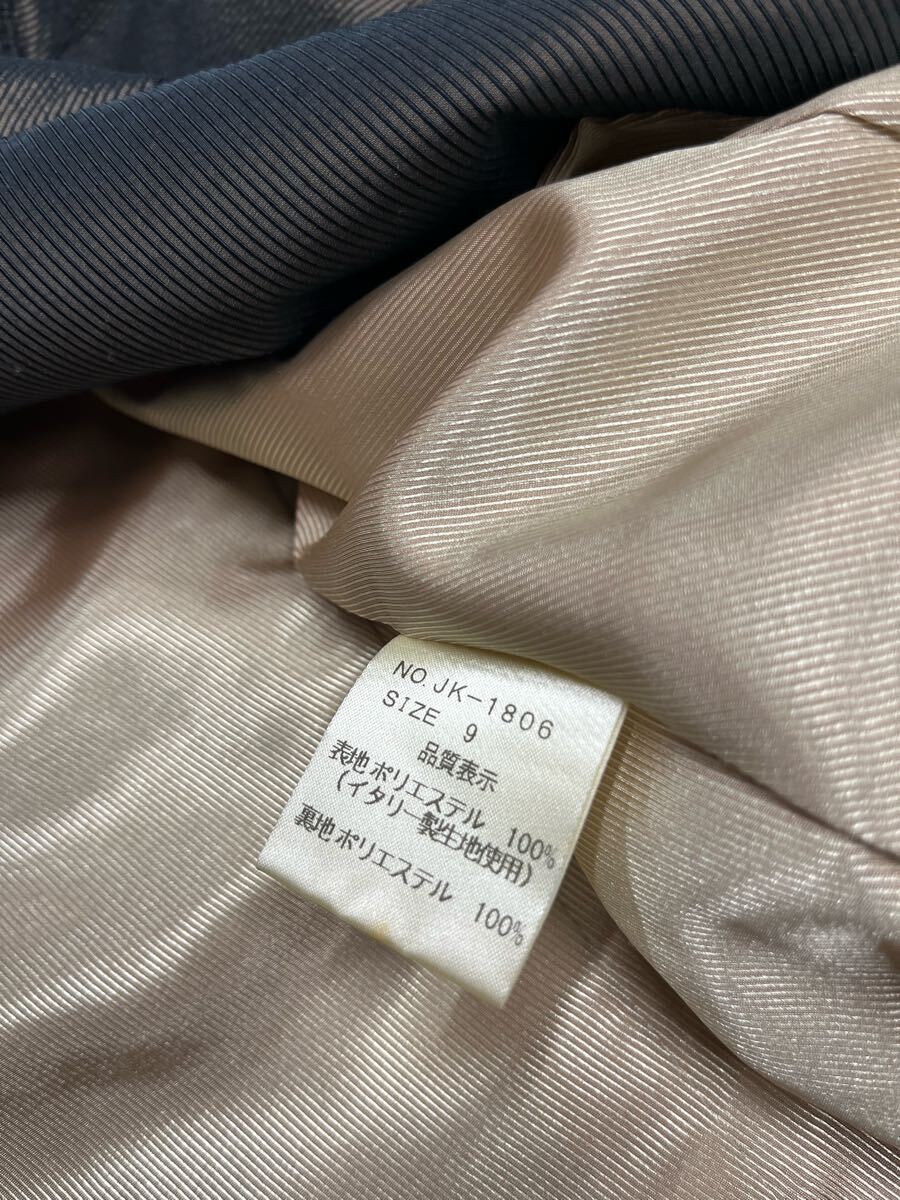 NO. JK-1806
SIZE 9
品質表示
表地 ポリエステル 100%
(イタリー製生地使用)
裏地 ポリエステル 100%